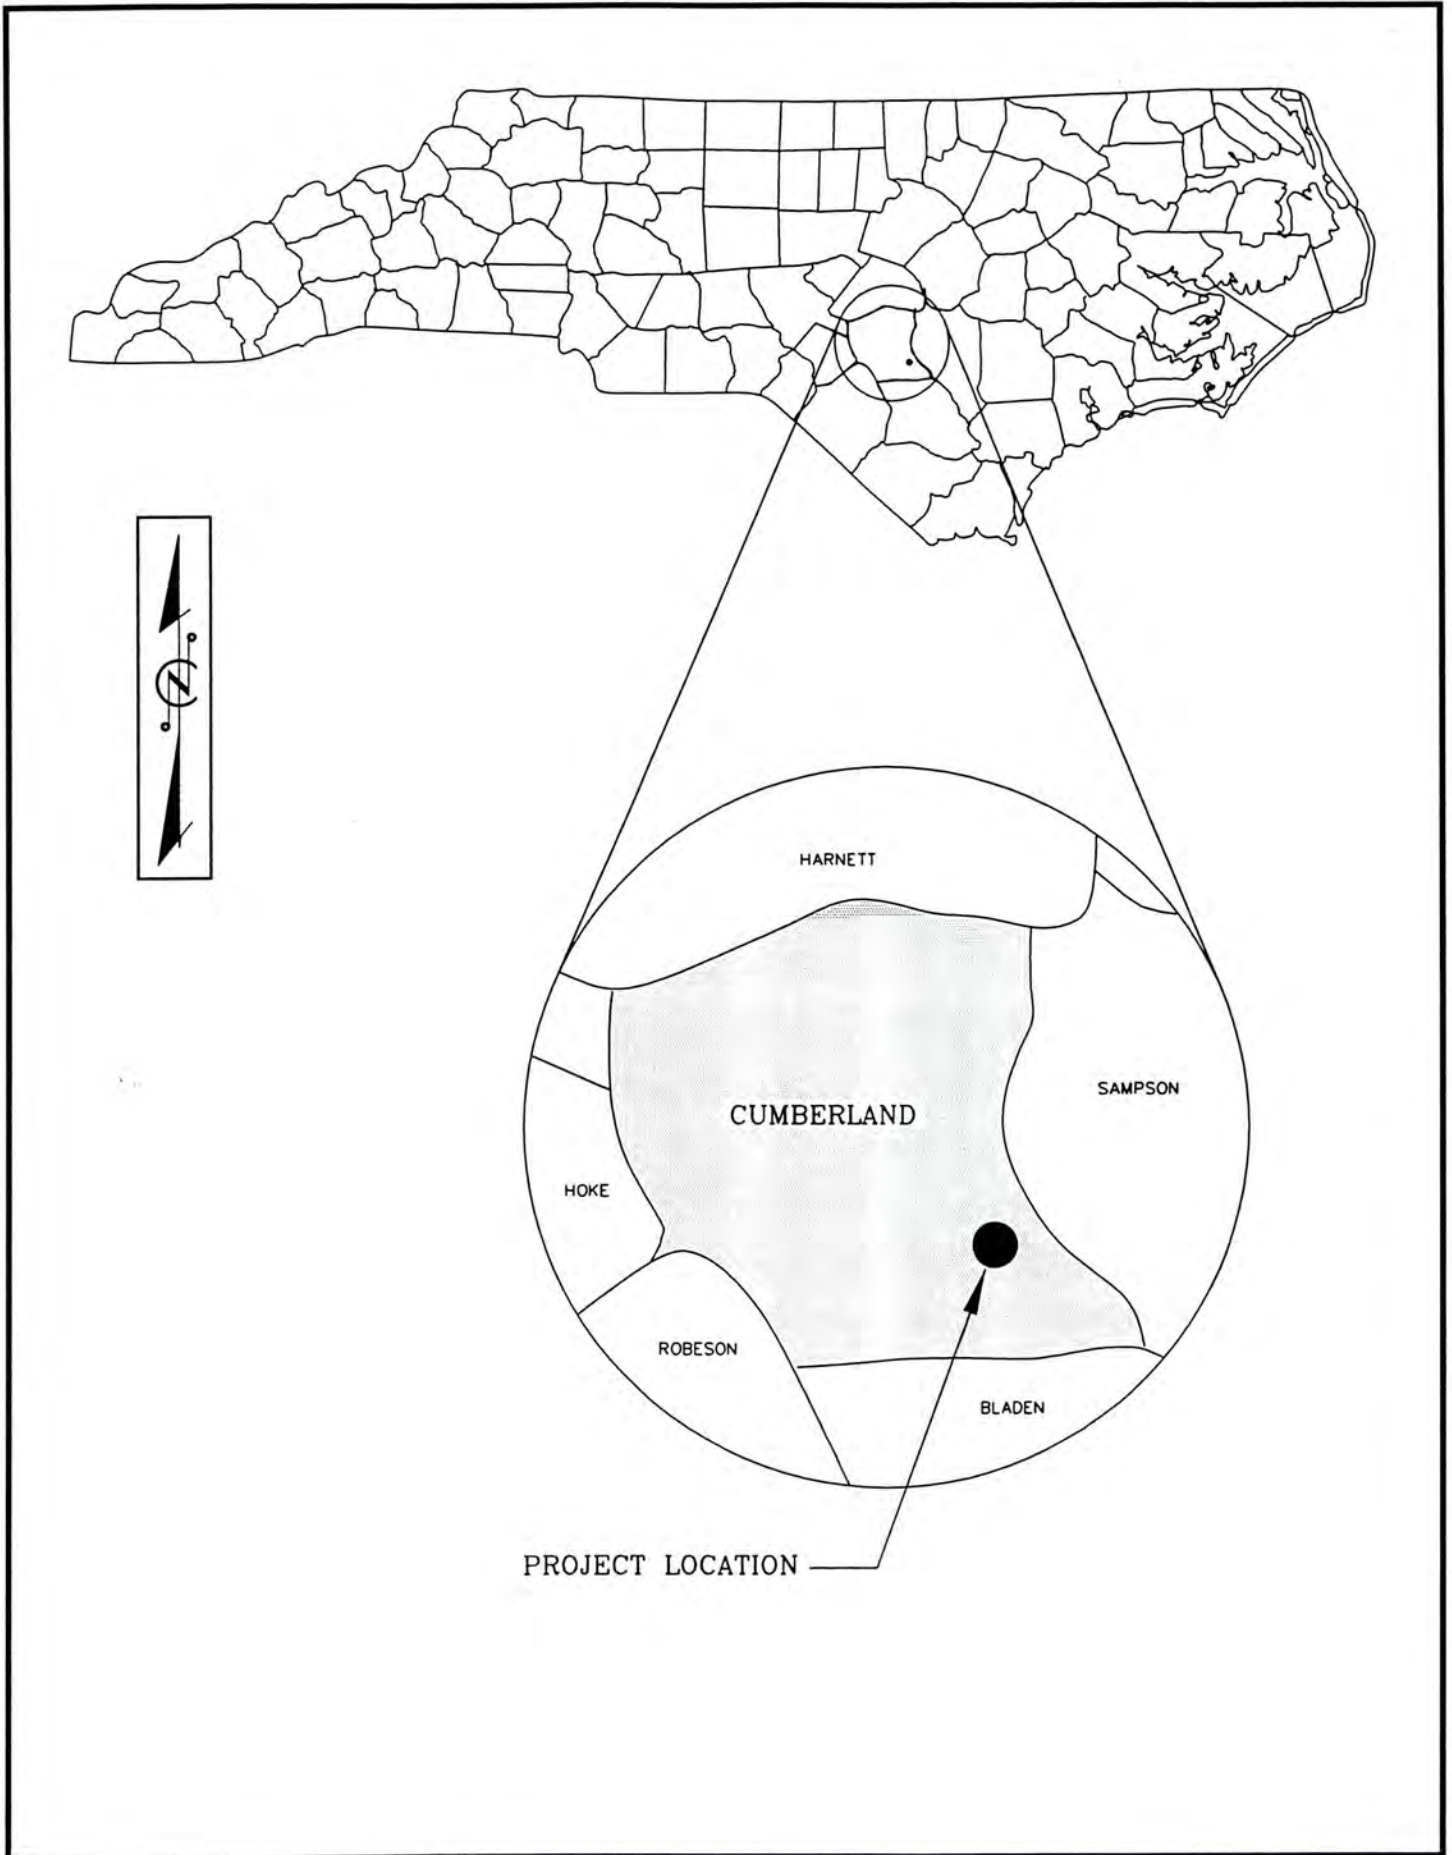 N
HARNETT
SAMPSON
CUMBERLAND
HOKE
ROBESON
BLADEN
PROJECT LOCATION